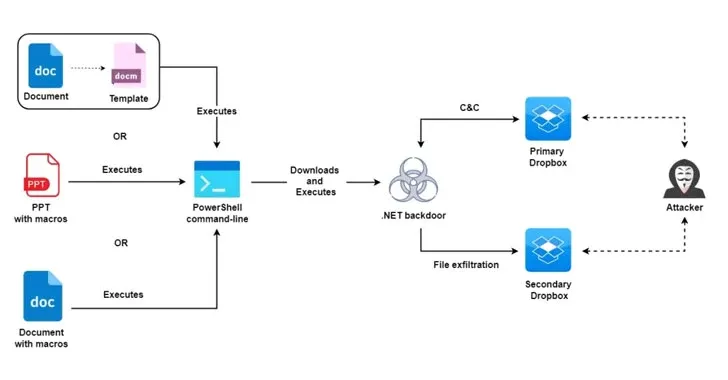 doc
docm
Document
Template
Executes
OR
PPT
Executes
PPT
with macros
PowerShell
command-line
OR
doc
Executes
Document
with macros
Downloads
and
Executes
.NET backdoor
C&C
Primary
Dropbox
File exfiltration
Secondary
Dropbox
Attacker